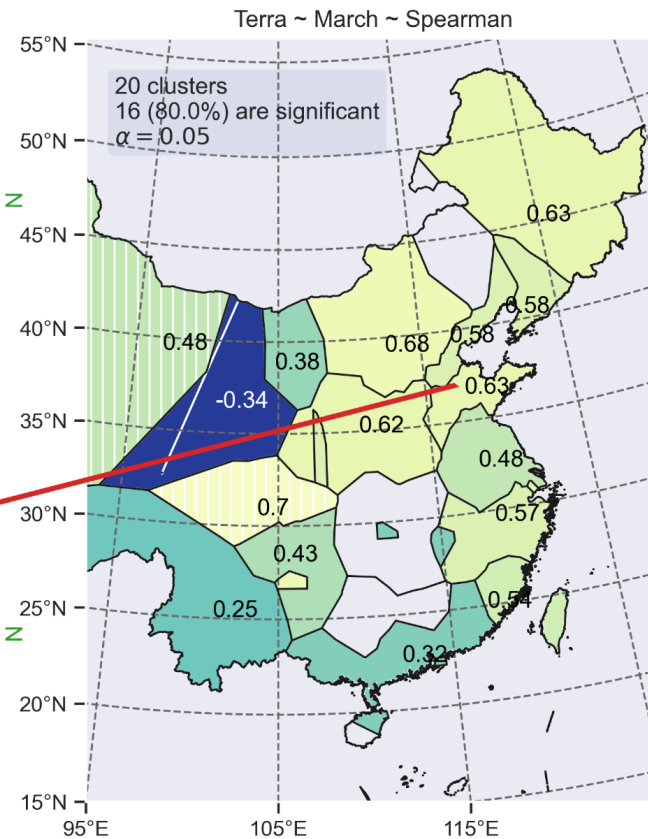 Terra ~ March ~ Spearman
55°N
20 clusters
16 (80.0%) are significant
α = 0.05
50°N
N
0.63
45°N
0.58
40°N
0.48
0.68
0.58
0.38
-0.34
0.63
35°N
0.62
0.48
30°N
0.7
0.57
0.43
25°N
0.25
0.54
N
0.32
20°N
15°N
95°E
105°E
115°E